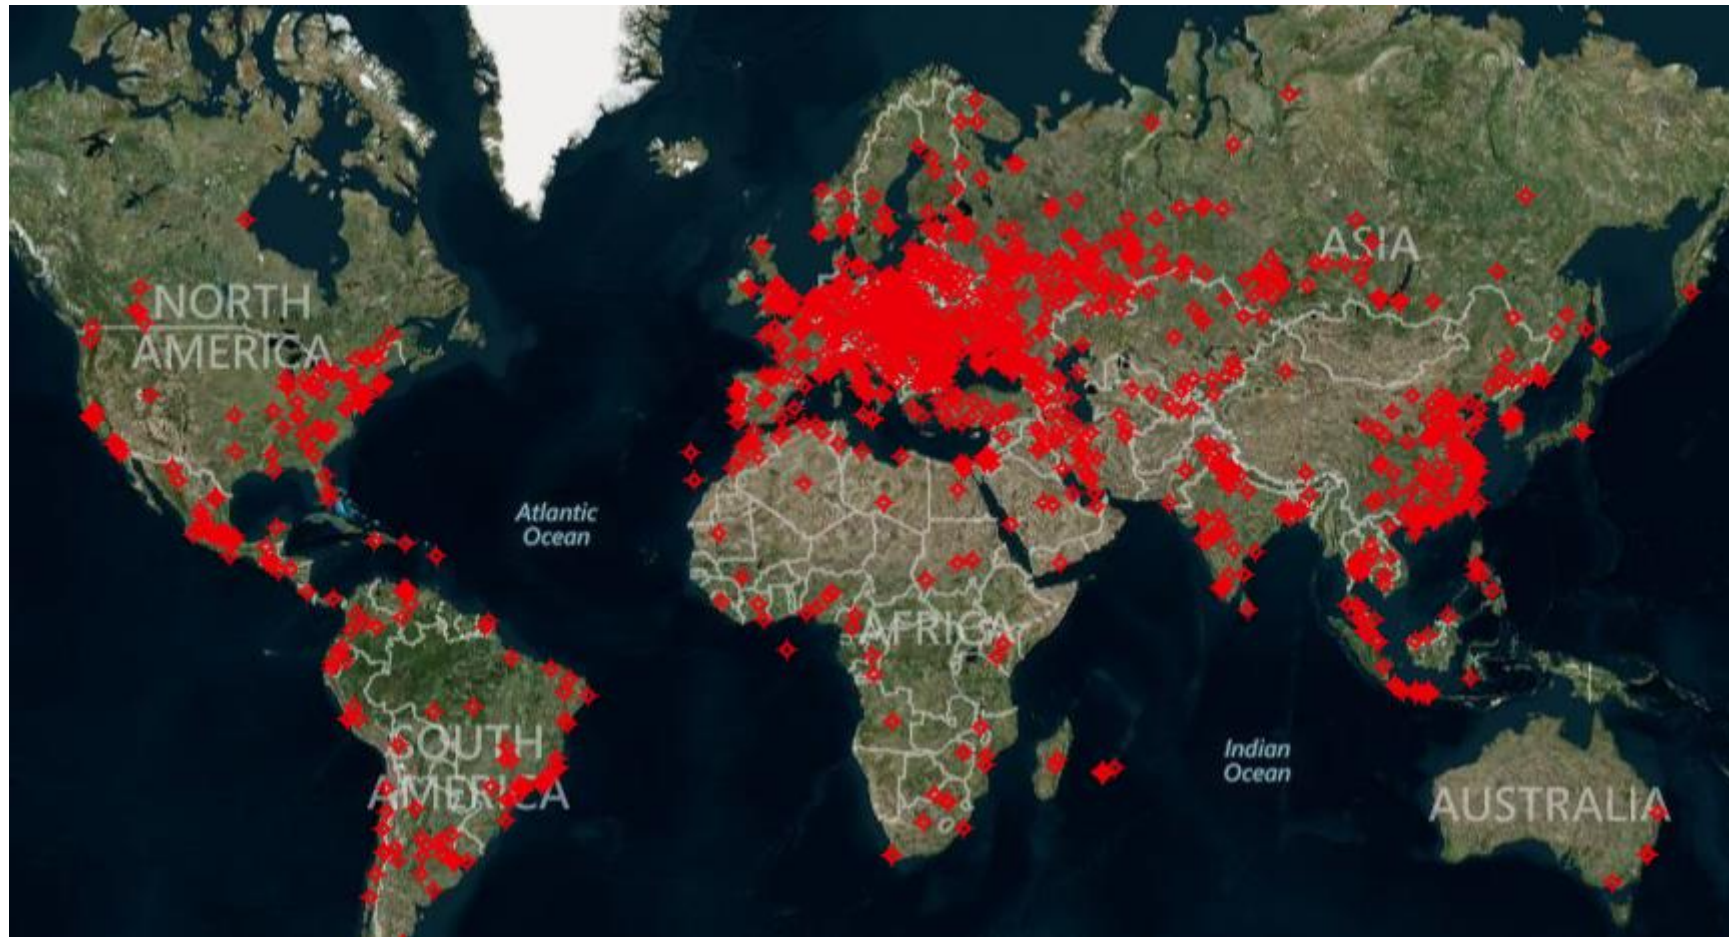 NORTH
AMERICA
ASIA
Atlantic
Ocean
AFRICA
SOUTH
AMERICA
Indian
Ocean
AUSTRALIA